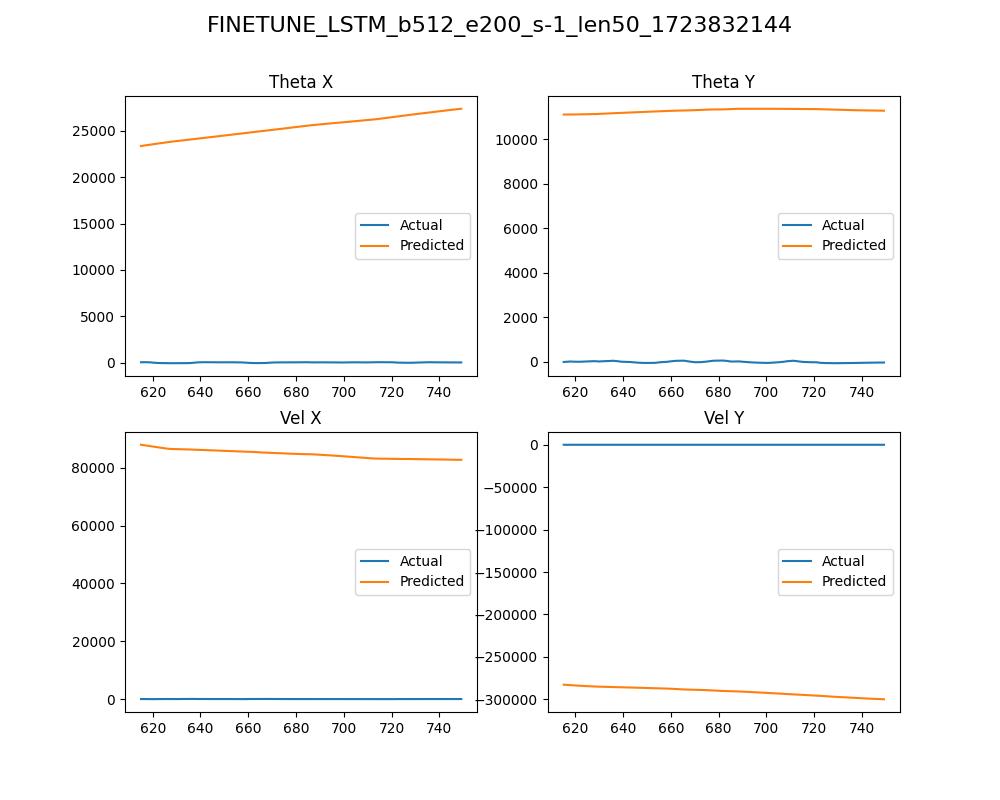 FINETUNE_LSTM_b512_e200_s-1_len50_1723832144
Theta X
25000
20000
15000
10000
5000
0
620 640 660 680 700 720 740
Actual
Predicted
Theta Y
10000
8000
6000
4000
2000
0
620 640 660 680 700 720 740
Actual
Predicted
Vel X
80000
60000
40000
20000
0
620 640 660 680 700 720 740
Actual
Predicted
Vel Y
0
−50000
−100000
−150000
−200000
−250000
−300000
620 640 660 680 700 720 740
Actual
Predicted